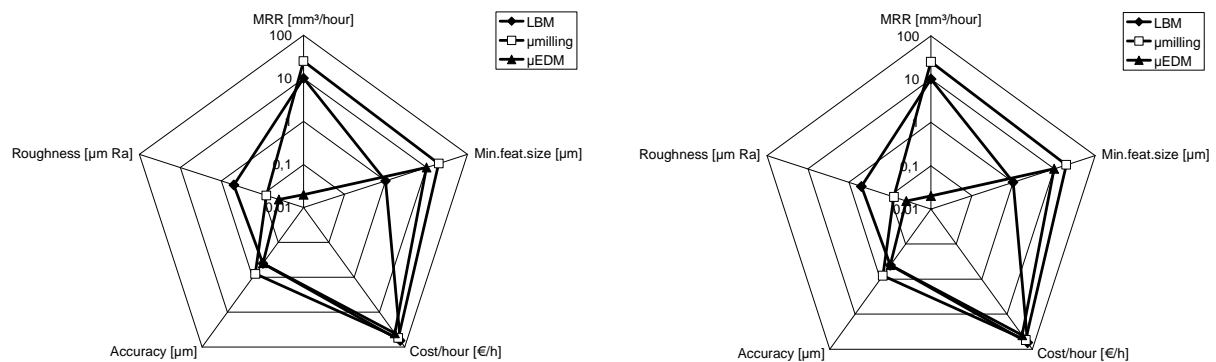 MRR [mm³/hour]
100
10
1
0,1
0,01
LBM
µmilling
µEDM
Roughness [µm Ra]
Min.feat.size [µm]
Accuracy [µm]
Cost/hour [€/h]
MRR [mm³/hour]
100
10
1
0,1
0,01
LBM
µmilling
µEDM
Roughness [µm Ra]
Min.feat.size [µm]
Accuracy [µm]
Cost/hour [€/h]